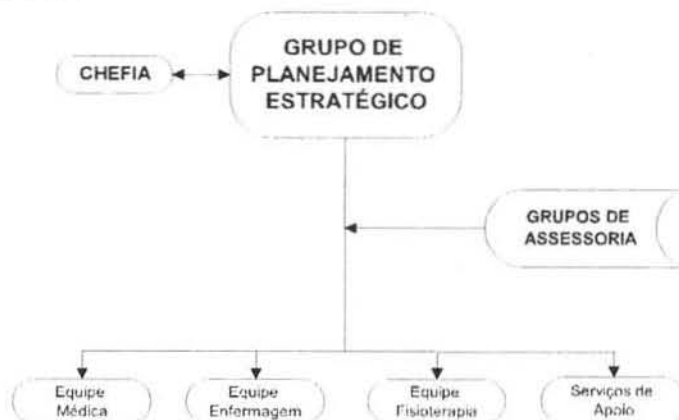 GRUPO DE
PLANEJAMENTO
ESTRATÉGICO
CHEFIA
GRUPOS DE
ASSESSORIA
Equipe
Médica
Equipe
Enfermagem
Equipe
Fisioterapia
Serviços de
Apoio